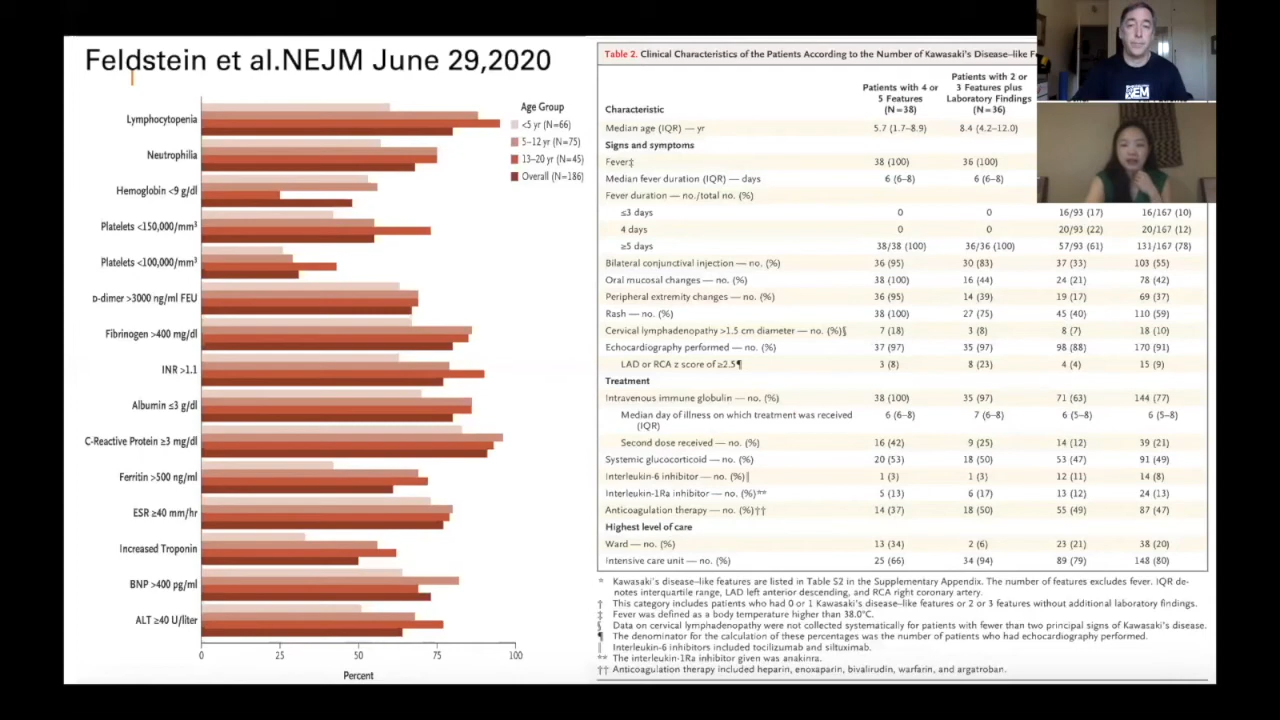 Feldstein et al.NEJM June 29,2020
Lymphocytopenia
Neutrophilia
Hemoglobin <9 g/dl
Platelets <150,000/mm³
Platelets <100,000/mm³
D-dimer >3000 ng/ml FEU
Fibrinogen >400 mg/dl
INR >1.1
Albumin ≤3 g/dl
C-Reactive Protein ≥3 mg/dl
Ferritin >500 ng/ml
ESR ≥40 mm/hr
Increased Troponin
BNP >400 pg/ml
ALT ≥40 U/liter
0 25 50 75 100
Percent
Age Group
<5 yr (N=66)
5–12 yr (N=75)
13–20 yr (N=45)
Overall (N=186)
Table 2. Clinical Characteristics of the Patients According to the Number of Kawasaki's Disease–like
Characteristic
Patients with 4 or
5 Features
(N=38)
Patients with 2 or
3 Features plus
Laboratory Findings
(N=36)
Median age (IQR) — yr 5.7 (1.7–8.9) 8.4 (4.2–12.0)
Signs and symptoms
Fever‡ 38 (100) 36 (100)
Median fever duration (IQR) — days 6 (6–8) 6 (6–8)
Fever duration — no./total no. (%)
≤3 days 0 0 16/93 (17) 16/167 (10)
4 days 0 0 20/93 (22) 20/167 (12)
≥5 days 38/38 (100) 36/36 (100) 57/93 (61) 131/167 (78)
Bilateral conjunctival injection — no. (%) 36 (95) 30 (83) 37 (33) 103 (55)
Oral mucosal changes — no. (%) 38 (100) 16 (44) 24 (21) 78 (42)
Peripheral extremity changes — no. (%) 36 (95) 14 (39) 19 (17) 69 (37)
Rash — no. (%) 38 (100) 27 (75) 45 (40) 110 (59)
Cervical lymphadenopathy >1.5 cm diameter — no. (%)§ 7 (18) 3 (8) 8 (7) 18 (10)
Echocardiography performed — no. (%) 37 (97) 35 (97) 98 (88) 170 (91)
LAD or RCA z score of ≥2.5¶ 3 (8) 8 (23) 4 (4) 15 (9)
Treatment
Intravenous immune globulin — no. (%) 38 (100) 35 (97) 71 (63) 144 (77)
Median day of illness on which treatment was received 6 (6–8) 7 (6–8) 6 (5–8) 6 (5–8)
(IQR)
Second dose received — no. (%) 16 (42) 9 (25) 14 (12) 39 (21)
Systemic glucocorticoid — no. (%) 20 (53) 18 (50) 53 (47) 91 (49)
Interleukin-6 inhibitor — no. (%)‖ 1 (3) 1 (3) 12 (11) 14 (8)
Interleukin-1Ra inhibitor — no. (%)** 5 (13) 6 (17) 13 (12) 24 (13)
Anticoagulation therapy — no. (%)†† 14 (37) 18 (50) 55 (49) 87 (47)
Highest level of care
Ward — no. (%) 13 (34) 2 (6) 23 (21) 38 (20)
Intensive care unit — no. (%) 25 (66) 34 (94) 89 (79) 148 (80)
* Kawasaki's disease–like features are listed in Table S2 in the Supplementary Appendix. The number of features excludes fever. IQR de-
notes interquartile range, LAD left anterior descending, and RCA right coronary artery.
† This category includes patients who had 0 or 1 Kawasaki's disease–like features or 2 or 3 features without additional laboratory findings.
‡ Fever was defined as a body temperature higher than 38.0°C.
§ Data on cervical lymphadenopathy were not collected systematically for patients with fewer than two principal signs of Kawasaki's disease.
¶ The denominator for the calculation of these percentages was the number of patients who had echocardiography performed.
‖ Interleukin-6 inhibitors included tocilizumab and siltuximab.
** The interleukin-1Ra inhibitor given was anakinra.
†† Anticoagulation therapy included heparin, enoxaparin, bivalirudin, warfarin, and argatroban.